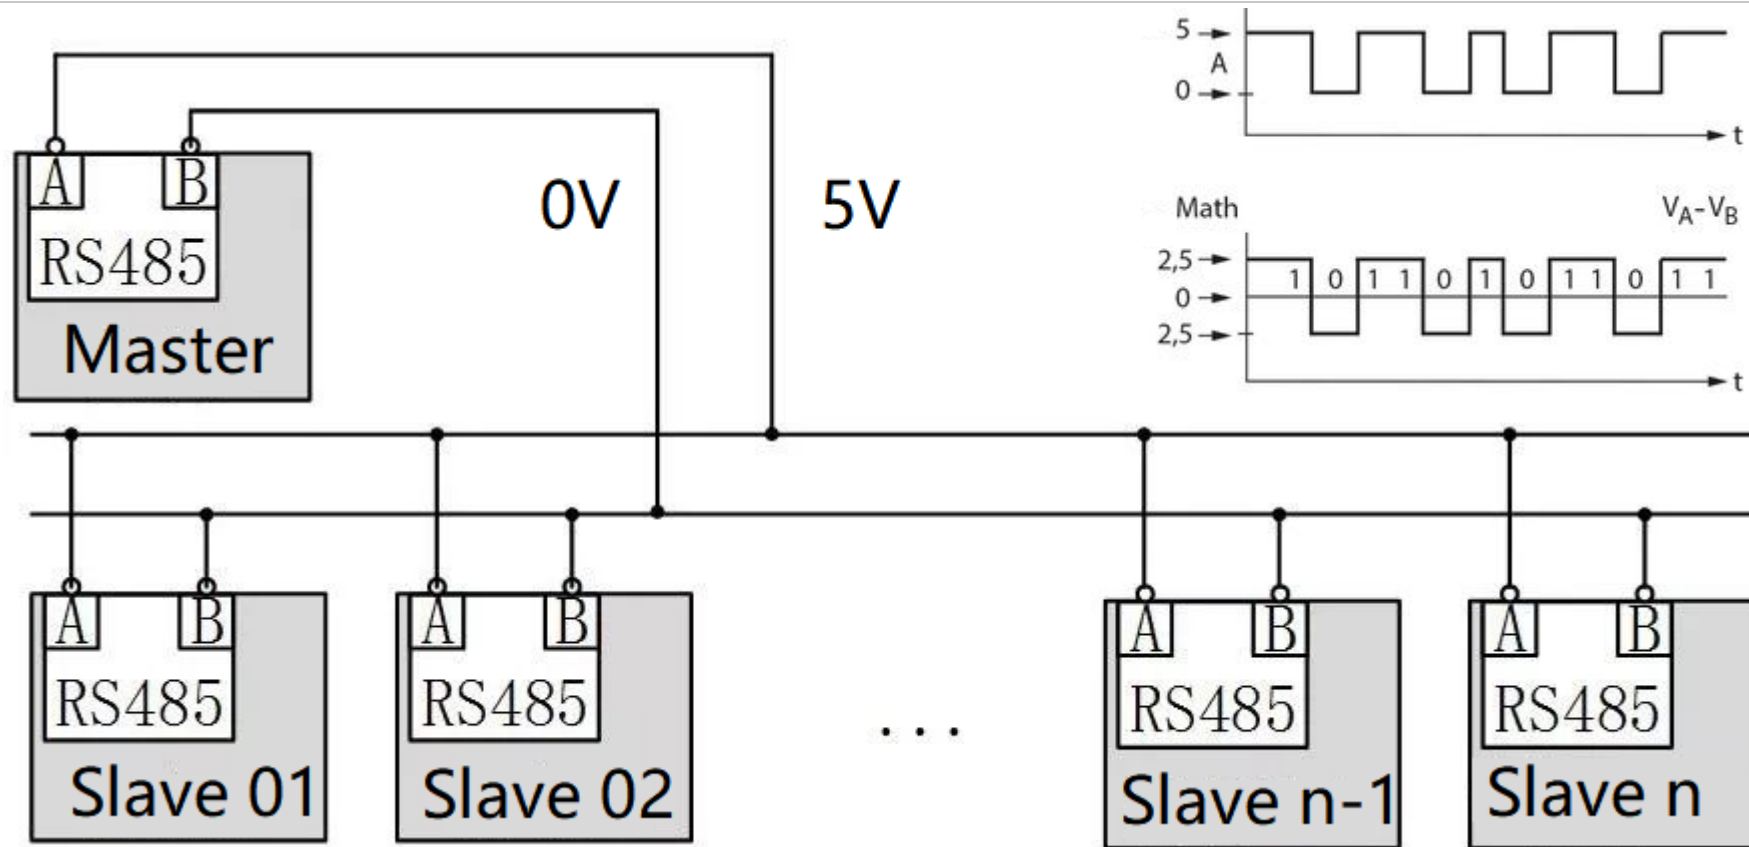 5
A
0
t
Math
VA-VB
2,5
0
2,5
1 0 1 1 0 1 0 1 1 0 1 1
t
A B
RS485
Master
0V 5V
A B
RS485
Slave 01
A B
RS485
Slave 02
...
A B
RS485
Slave n-1
A B
RS485
Slave n